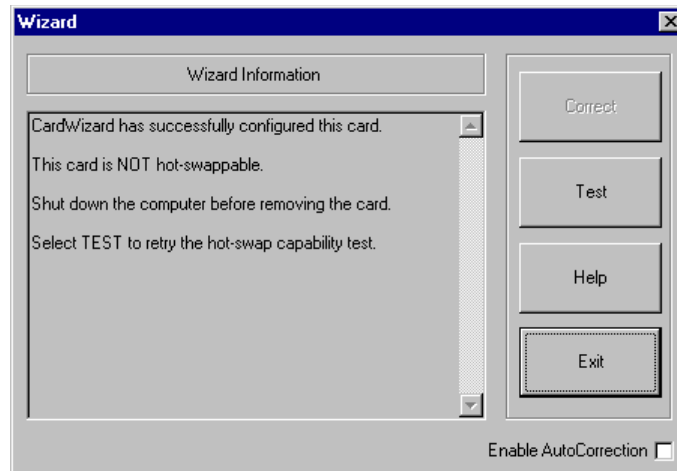 Wizard
Wizard Information
CardWizard has successfully configured this card.
This card is NOT hot-swappable.
Shut down the computer before removing the card.
Select TEST to retry the hot-swap capability test.
Correct
Test
Help
Exit
Enable AutoCorrection